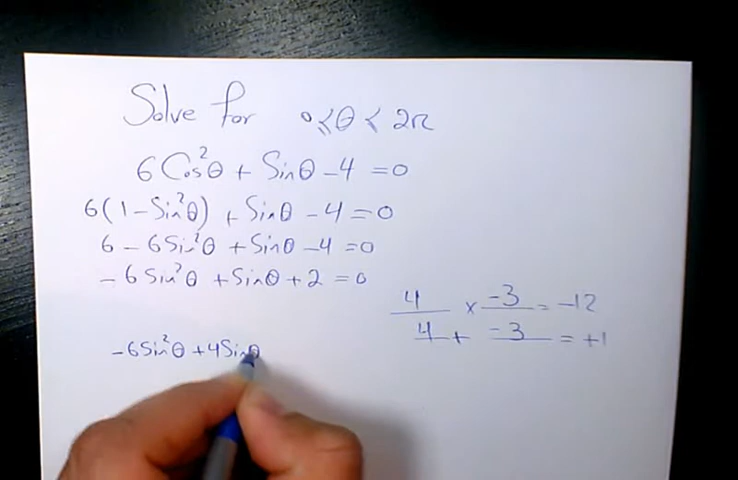 Solve for 0≤θ< 2π
6Cos²θ + Sinθ -4 =0
6(1-Sin²θ) +Sinθ -4=0
6-6Sin²θ +Sinθ -4=0
-6Sin²θ +Sinθ +2 =0
4 × -3 = -12
4 + -3 = +1
-6Sin²θ +4Sinθ